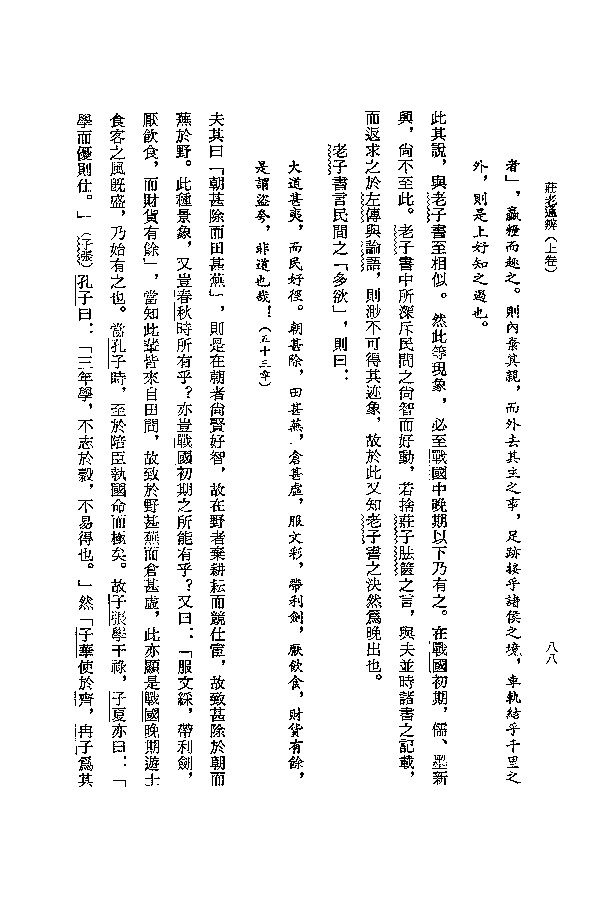 莊老通辨（上卷）
八八
者」，贏糧而趣之。則內棄其親，而外去其主之事，足跡接乎諸侯之境，車軌結乎千里之
外，則是上好知之過也。
此其說，與老子書至相似。然此等現象，必至戰國中晚期以下乃有之。在戰國初期，儒、墨新
興，尚不至此。老子書中所深斥民間之尚智而好動，若捨莊子胠篋之言，與夫並時諸書之記載，
而返求之於左傳與論語，則渺不可得其迹象，故於此又知老子書之決然爲晚出也。
老子書言民間之「多欲」，則曰：
大道甚夷，而民好徑。朝甚除，田甚蕪，倉甚虛，服文彩，帶利劍，厭飲食，財貨有餘，
是謂盜夸，非道也哉！（五十三章）
夫其曰「朝甚除而田甚蕪」，則是在朝者尚賢好智，故在野者棄耕耘而競仕宦，故致甚除於朝而
蕪於野。此種景象，又豈春秋時所有乎？亦豈戰國初期之所能有乎？又曰：「服文綵，帶利劍，
厭飲食，而財貨有餘」，當知此輩皆來自田間，故致於野甚蕪而倉甚虛，此亦顯是戰國晚期遊士
食客之風既盛，乃始有之也。當孔子時，至於陪臣執國命而極矣。故子張學干祿，子夏亦曰：「
學而優則仕。」（子張）孔子曰：「三年學，不志於穀，不易得也。」然「子華使於齊，冉子爲其